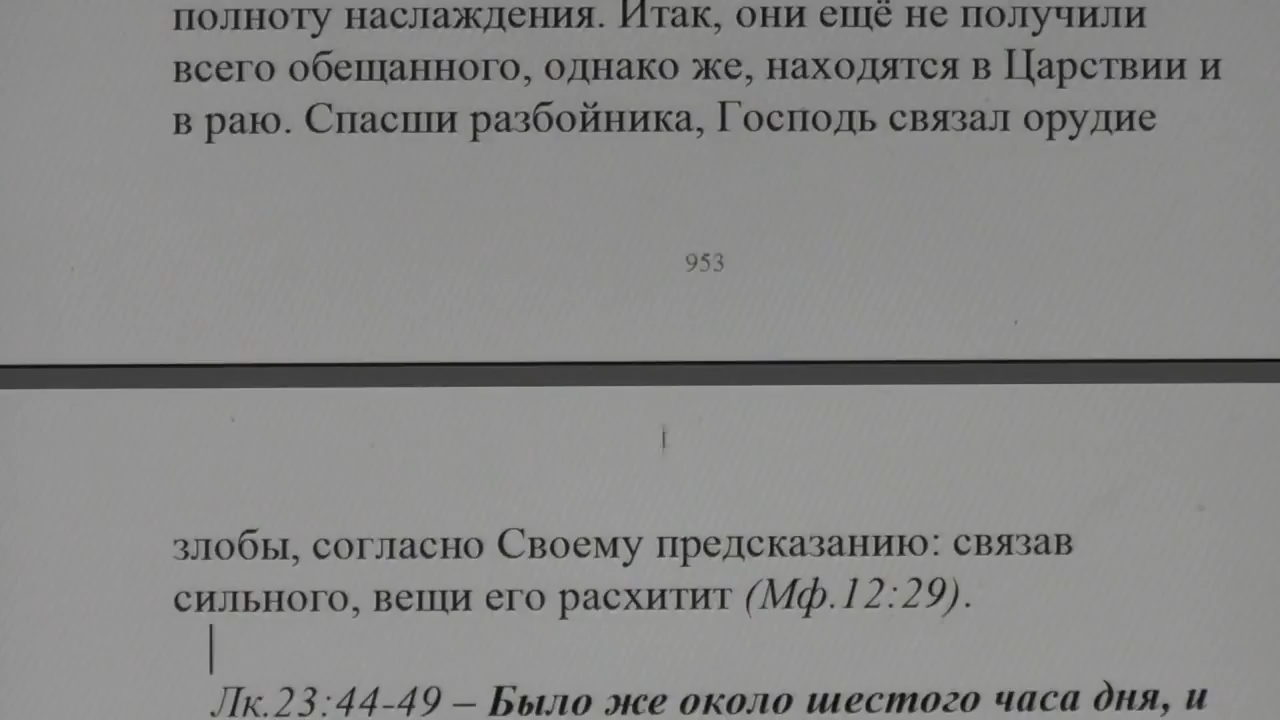 полноту наслаждения. Итак, они ещё не получили
всего обещанного, однако же, находятся в Царствии и
в раю. Спасши разбойника, Господь связал орудие
953
злобы, согласно Своему предсказанию: связав
сильного, вещи его расхитит (Мф.12:29).
Лк.23:44-49 – Было же около шестого часа дня, и